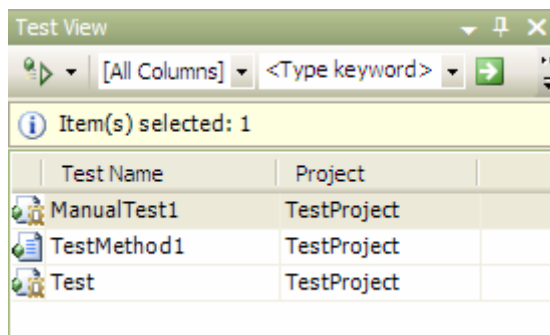 Test View
[All Columns] <Type keyword>
Item(s) selected: 1
Test Name Project
ManualTest1 TestProject
TestMethod1 TestProject
Test TestProject